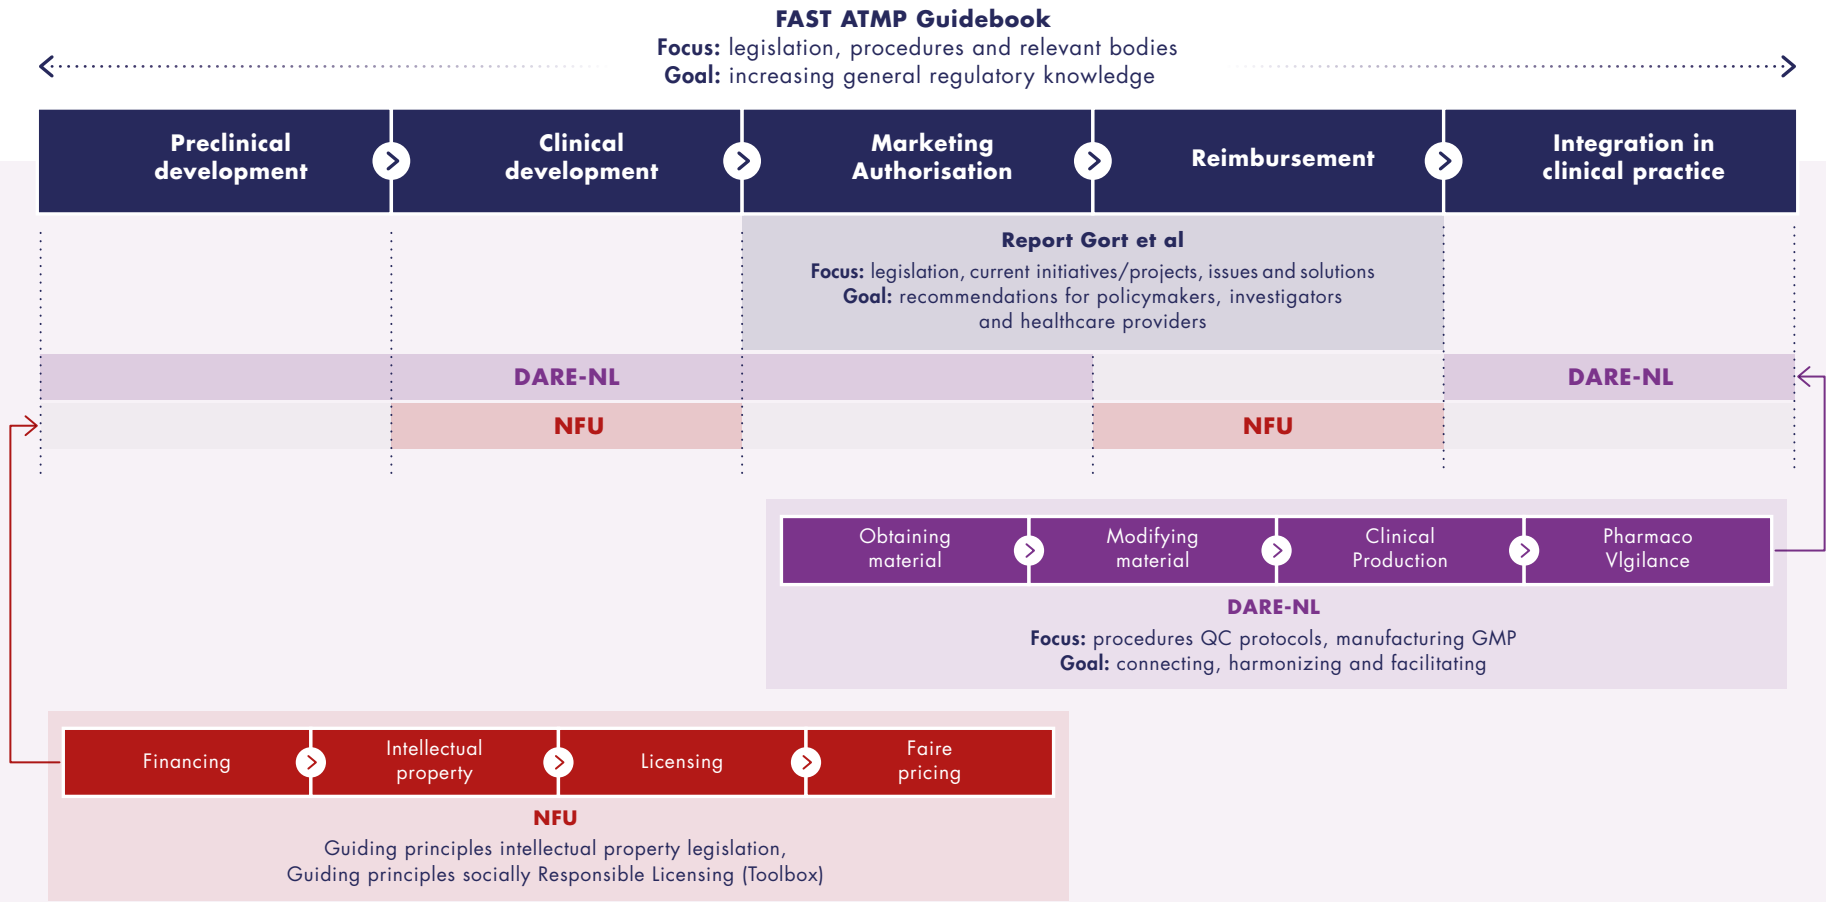 FAST ATMP Guidebook
Focus: legislation, procedures and relevant bodies
Goal: increasing general regulatory knowledge
Preclinical
development
Clinical
development
Marketing
Authorisation
Reimbursement
Integration in
clinical practice
Report Gort et al
Focus: legislation, current initiatives/projects, issues and solutions
Goal: recommendations for policymakers, investigators
and healthcare providers
DARE-NL
DARE-NL
NFU
NFU
Obtaining
material
Modifying
material
Clinical
Production
Pharmaco
VIgilance
DARE-NL
Focus: procedures QC protocols, manufacturing GMP
Goal: connecting, harmonizing and facilitating
Financing
Intellectual
property
Licensing
Faire
pricing
NFU
Guiding principles intellectual property legislation,
Guiding principles socially Responsible Licensing (Toolbox)